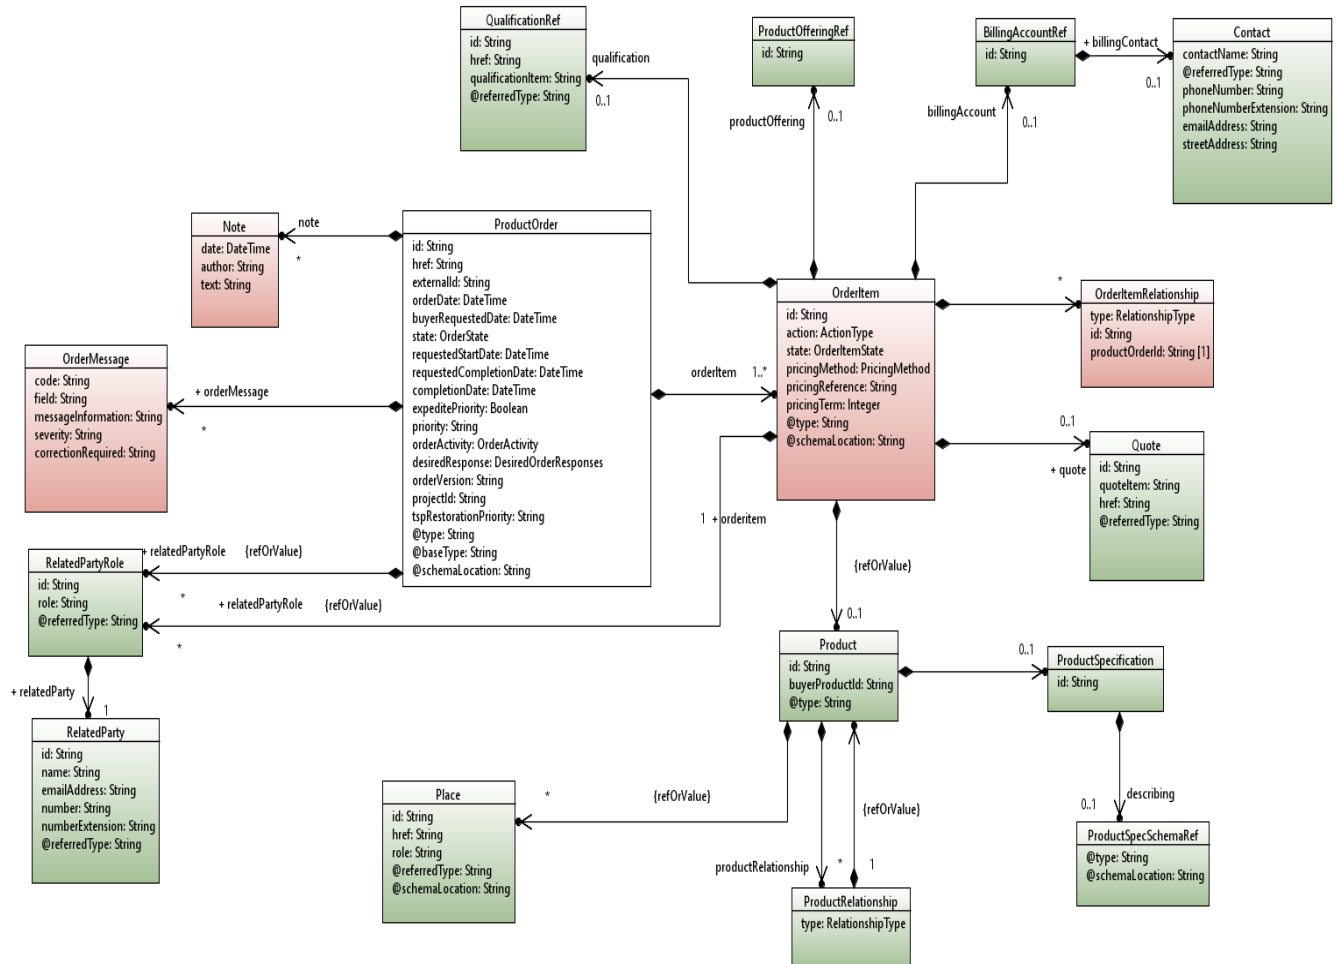 QualificationRef
id: String
href: String
qualificationItem: String
@referredType: String
qualification
0..1
ProductOfferingRef
id: String
productOffering
0..1
BillingAccountRef
id: String
billingAccount
0..1
+ billingContact
0..1
Contact
contactName: String
@referredType: String
phoneNumber: String
phoneNumberExtension: String
emailAddress: String
streetAddress: String
Note
date: DateTime
author: String
text: String
note
*
ProductOrder
id: String
href: String
externalId: String
orderDate: DateTime
buyerRequestedDate: DateTime
state: OrderState
requestedStartDate: DateTime
requestedCompletionDate: DateTime
completionDate: DateTime
expeditePriority: Boolean
priority: String
orderActivity: OrderActivity
desiredResponse: DesiredOrderResponses
orderVersion: String
projectId: String
tspRestorationPriority: String
@type: String
@baseType: String
@schemaLocation: String
orderItem
1..*
OrderItem
id: String
action: ActionType
state: OrderItemState
pricingMethod: PricingMethod
pricingReference: String
pricingTerm: Integer
@type: String
@schemaLocation: String
*
OrderItemRelationship
type: RelationshipType
id: String
productOrderId: String [1]
OrderMessage
code: String
field: String
messageInformation: String
severity: String
correctionRequired: String
+ orderMessage
*
0..1
+ quote
Quote
id: String
quoteItem: String
href: String
@referredType: String
1 + orderitem
RelatedPartyRole
id: String
role: String
@referredType: String
+ relatedPartyRole {refOrValue}
*
+ relatedPartyRole {refOrValue}
*
{refOrValue}
0..1
+ relatedParty
1
RelatedParty
id: String
name: String
emailAddress: String
number: String
numberExtension: String
@referredType: String
Product
id: String
buyerProductId: String
@type: String
0..1
ProductSpecification
id: String
describing
0..1
ProductSpecSchemaRef
@type: String
@schemaLocation: String
Place
id: String
href: String
role: String
@referredType: String
@schemaLocation: String
*
{refOrValue}
{refOrValue}
productRelationship
*
1
ProductRelationship
type: RelationshipType